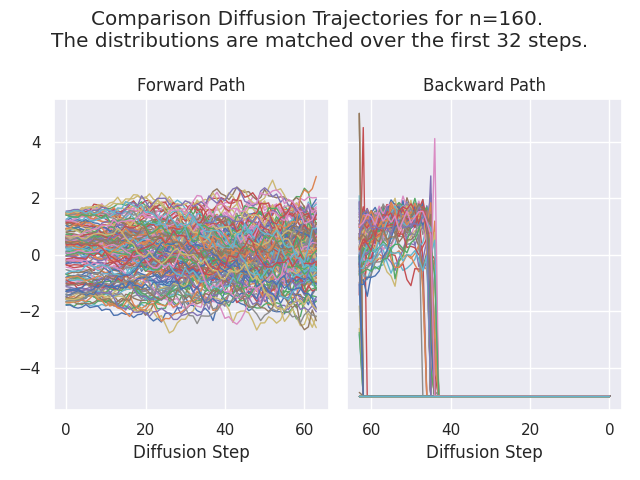 Comparison Diffusion Trajectories for n=160.
The distributions are matched over the first 32 steps.
Forward Path
Backward Path
4
2
0
−2
−4
0 20 40 60
60 40 20 0
Diffusion Step
Diffusion Step